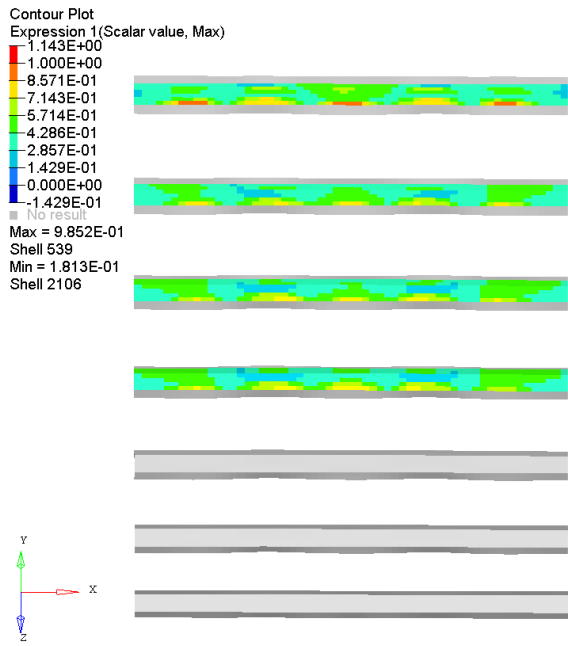 Contour Plot
Expression 1(Scalar value, Max)
1.143E+00
1.000E+00
8.571E-01
7.143E-01
5.714E-01
4.286E-01
2.857E-01
1.429E-01
0.000E+00
-1.429E-01
No result
Max = 9.852E-01
Shell 539
Min = 1.813E-01
Shell 2106
Y
X
Z